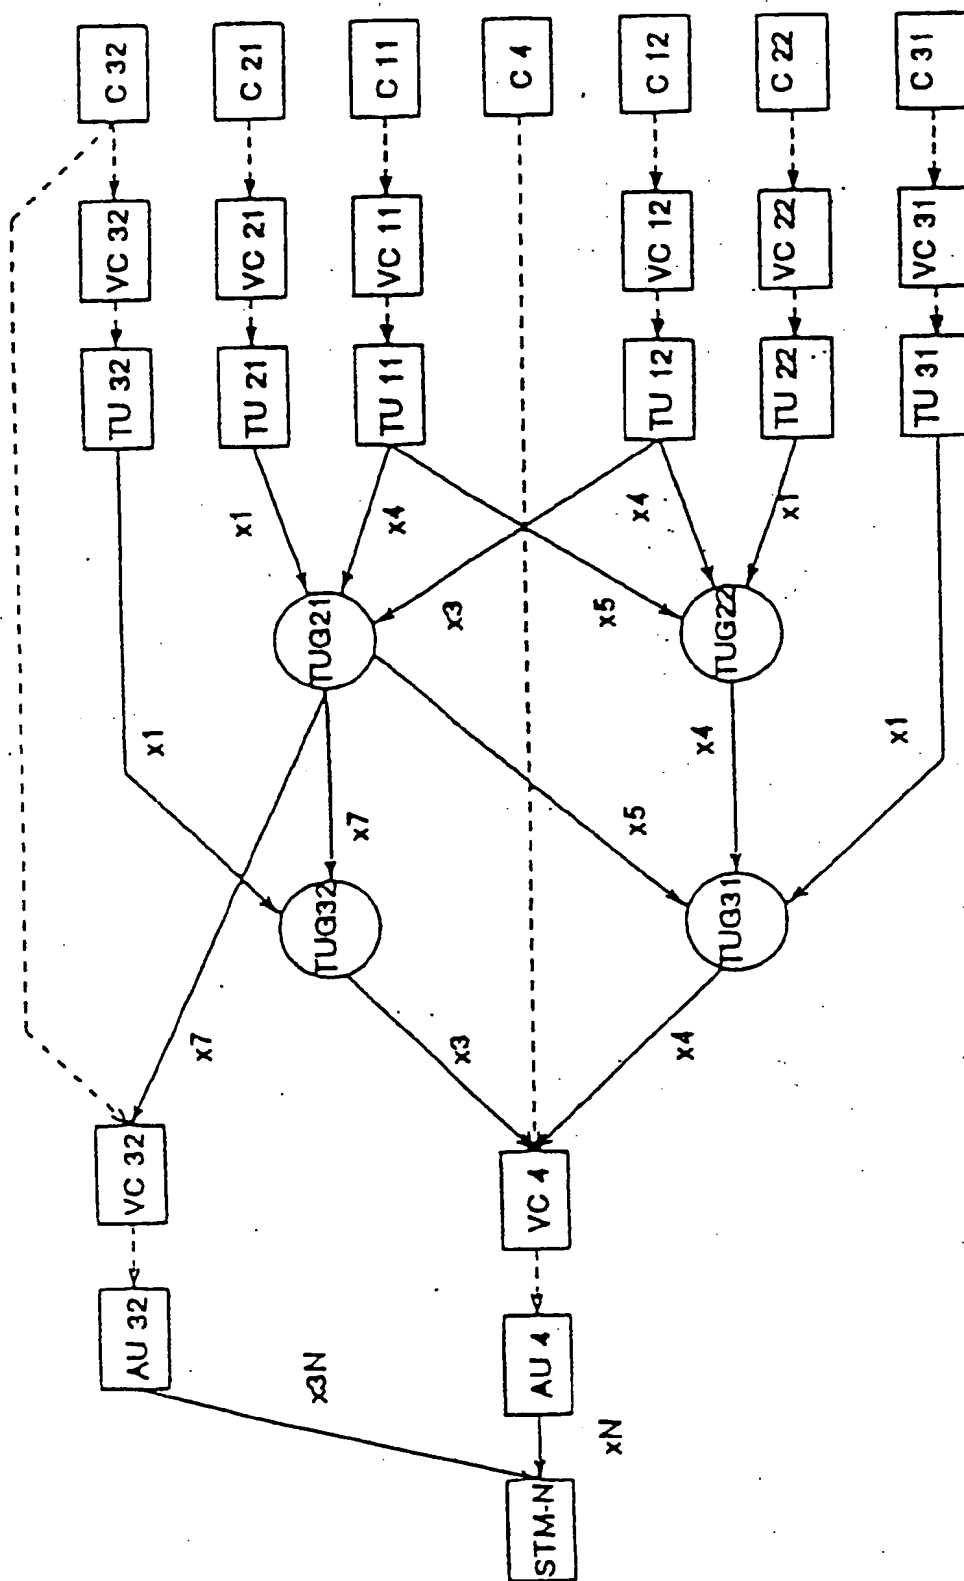 C 32
C 21
C 11
C 4
C 12
C 22
C 31
VC 32
VC 21
VC 11
VC 12
VC 22
VC 31
TU 32
TU 21
TU 11
TU 12
TU 22
TU 31
x1
x4
x4
x1
TUG21
x3
x5
TUG22
x1
x7
x5
x4
x1
TUG32
TUG31
x7
x3
x4
VC 32
VC 4
AU 32
AU 4
x3N
xN
STM-N